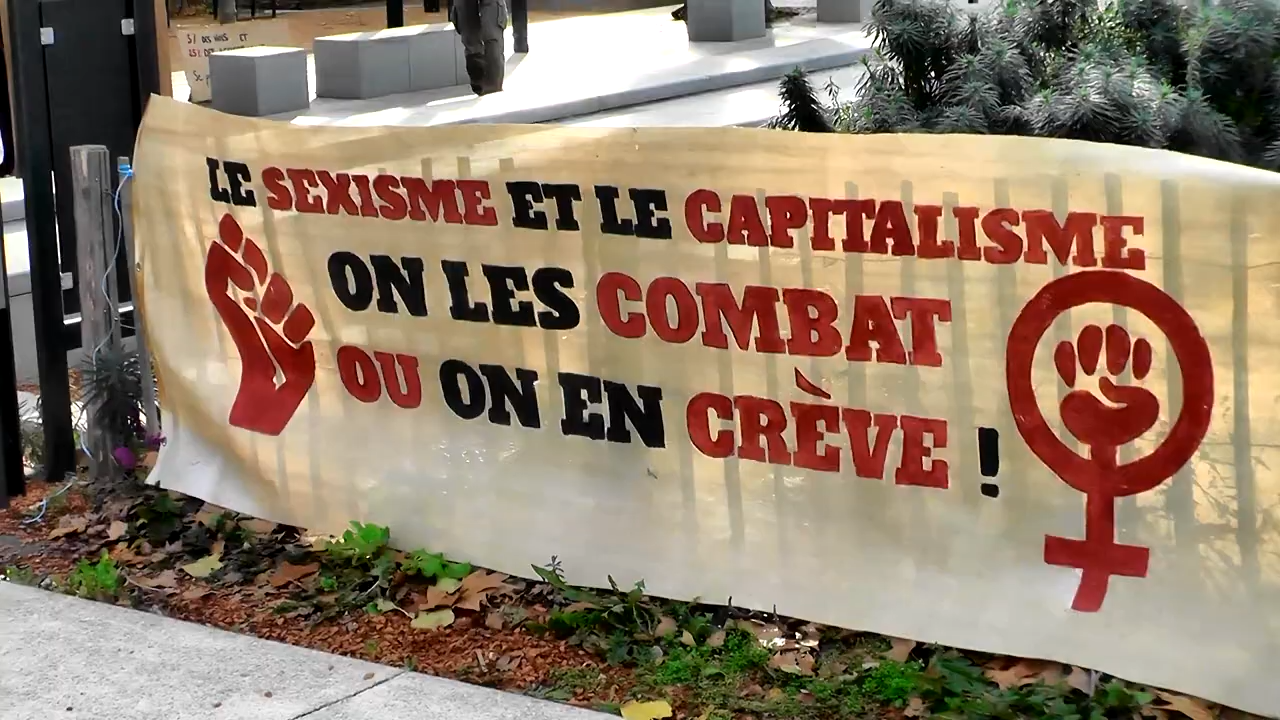 LE SEXISME ET LE CAPITALISME
ON LES COMBAT
OU ON EN CRÈVE !